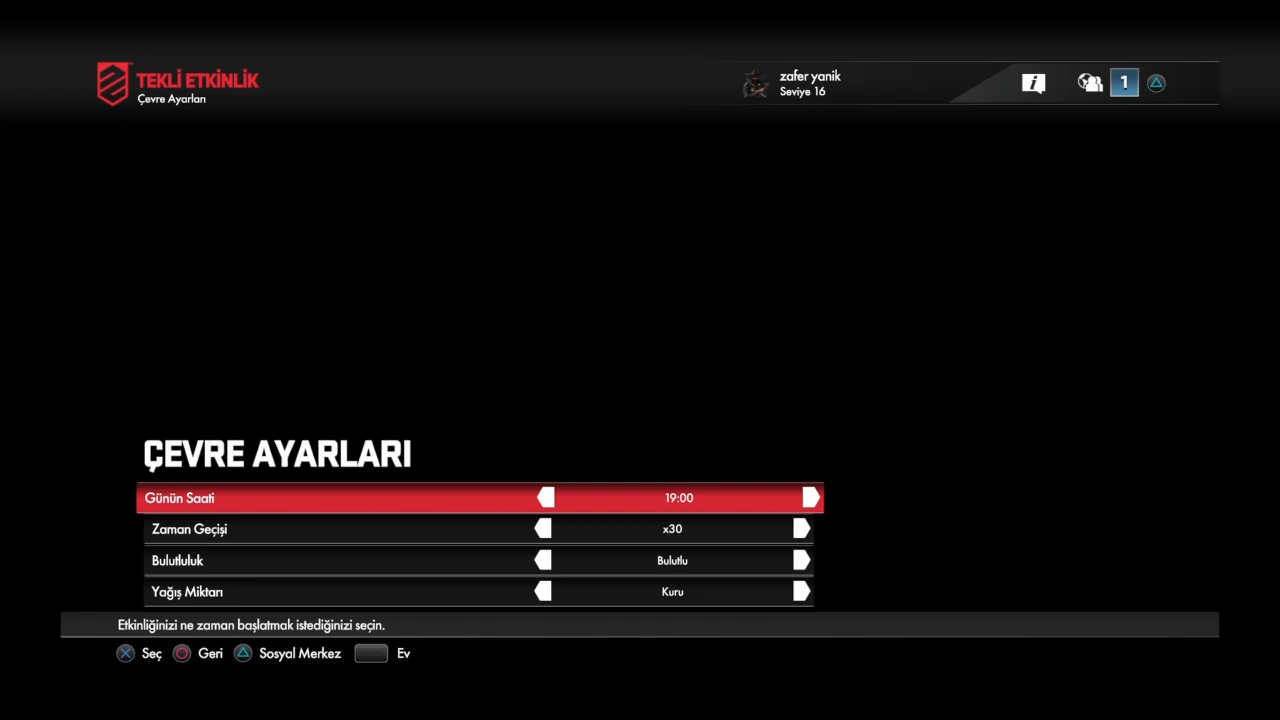 TEKLİ ETKİNLİK
Çevre Ayarları
zafer yanik
Seviye 16
1
ÇEVRE AYARLARI
Günün Saati 19:00
Zaman Geçişi x30
Bulutluluk Bulutlu
Yağış Miktarı Kuru
Etkinliğinizi ne zaman başlatmak istediğinizi seçin.
Seç Geri Sosyal Merkez Ev